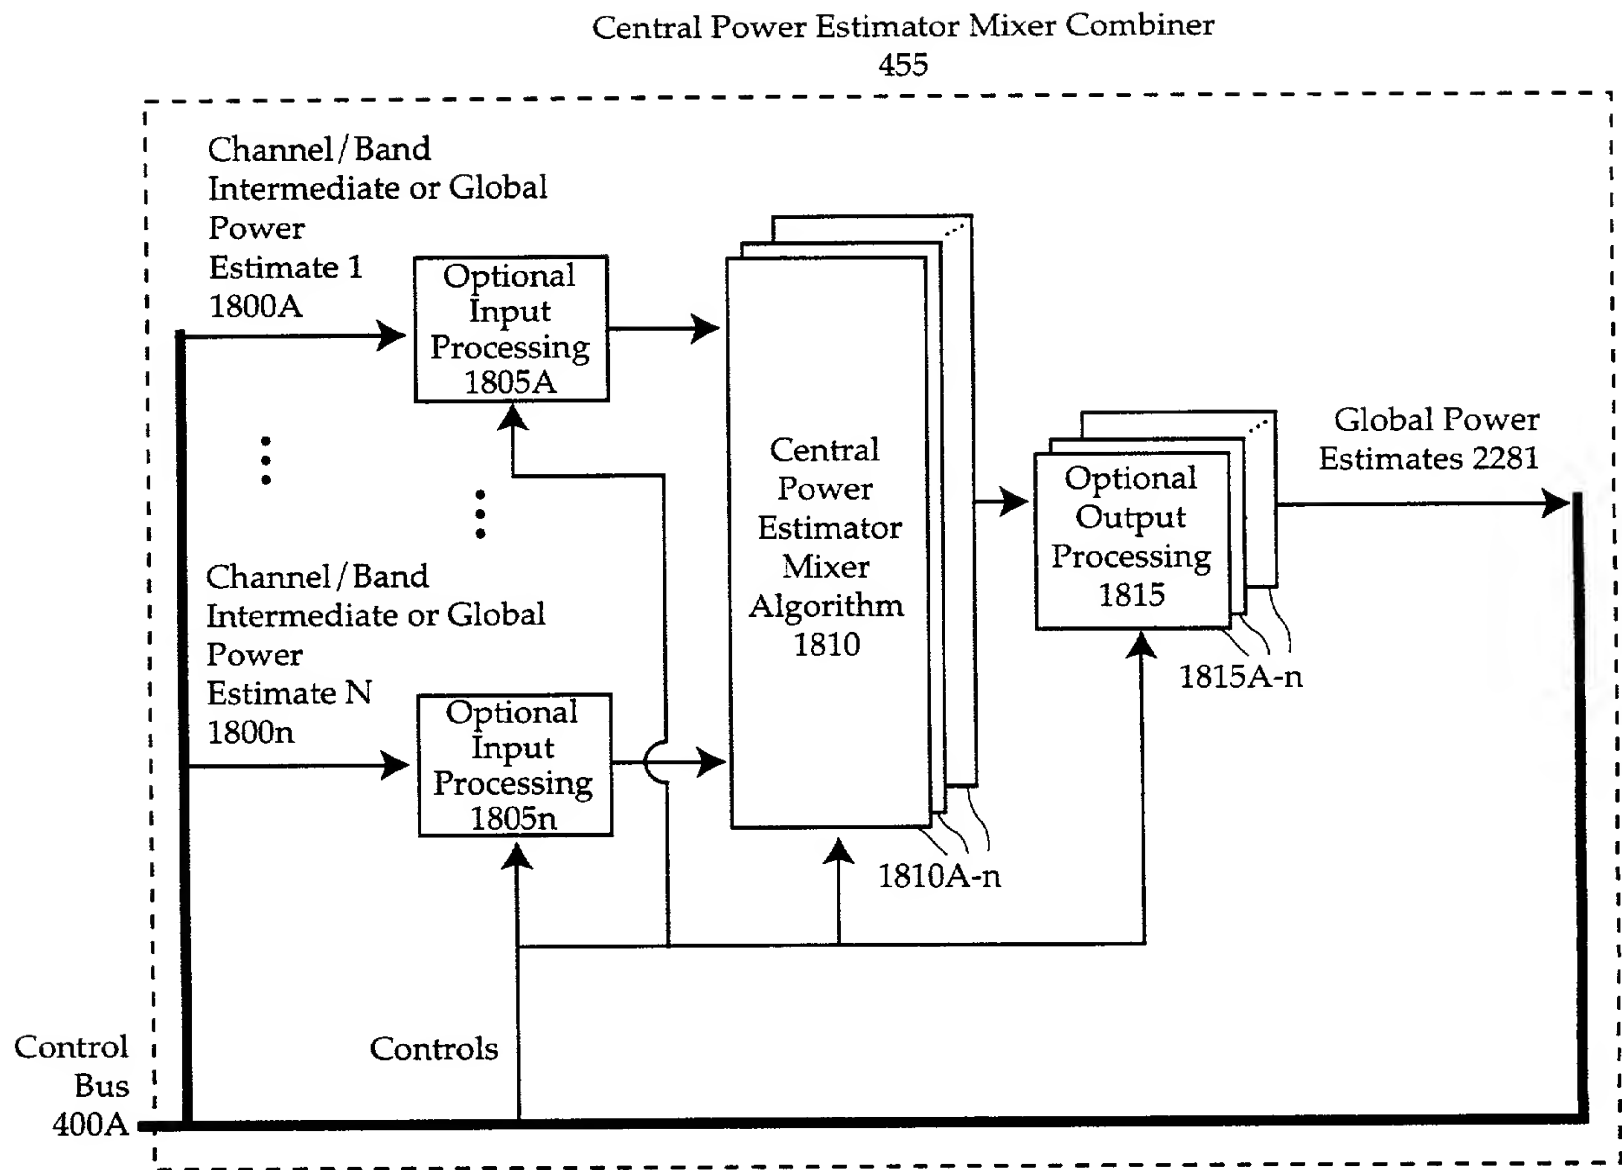 Central Power Estimator Mixer Combiner
455
Channel/Band
Intermediate or Global
Power
Estimate 1
1800A
Optional
Input
Processing
1805A
Central
Power
Estimator
Mixer
Algorithm
1810
Optional
Output
Processing
1815
Global Power
Estimates 2281
Channel/Band
Intermediate or Global
Power
Estimate N
1800n
Optional
Input
Processing
1805n
1815A-n
1810A-n
Controls
Control
Bus
400A